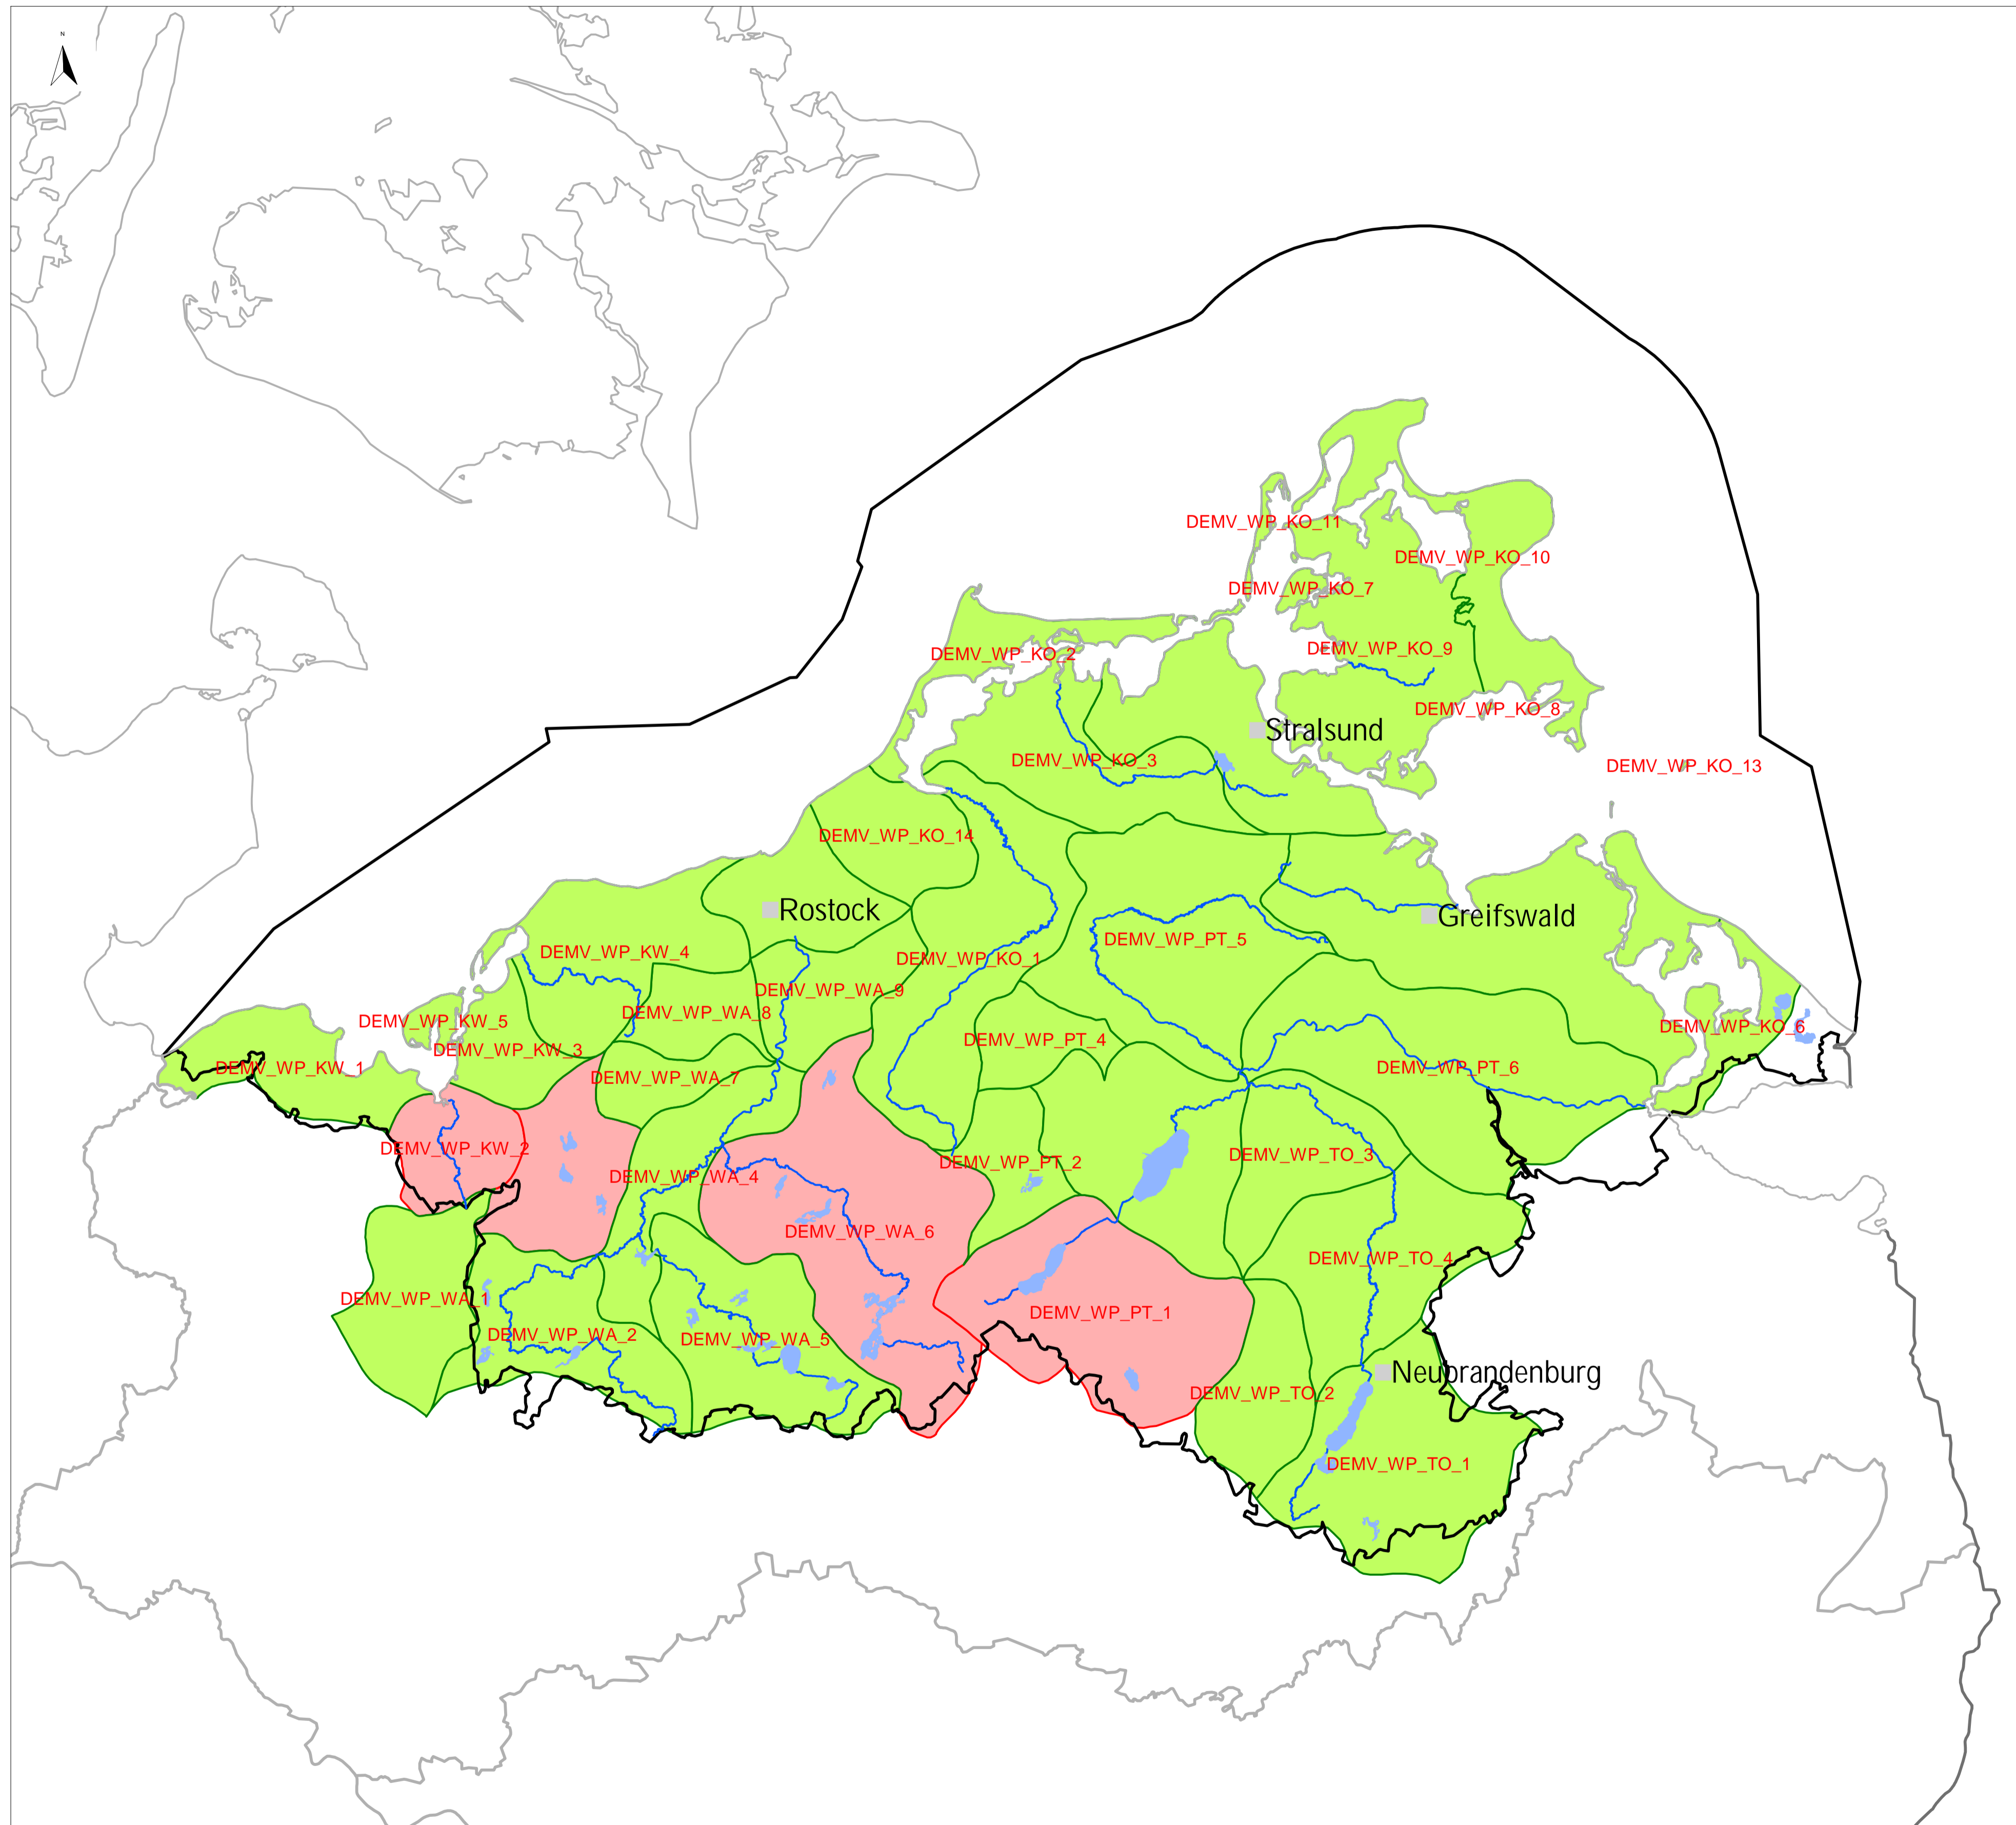 N
DEMV_WP_KO_11
DEMV_WP_KO_10
DEMV_WP_KO_7
DEMV_WP_KO_2
DEMV_WP_KO_9
DEMV_WP_KO_8
Stralsund
DEMV_WP_KO_3
DEMV_WP_KO_13
DEMV_WP_KO_14
Rostock
Greifswald
DEMV_WP_PT_5
DEMV_WP_KW_4
DEMV_WP_KO_1
DEMV_WP_WA_9
DEMV_WP_WA_8
DEMV_WP_KW_5
DEMV_WP_KO_6
DEMV_WP_PT_4
DEMV_WP_KW_3
DEMV_WP_KW_1
DEMV_WP_PT_6
DEMV_WP_WA_7
DEMV_WP_KW_2
DEMV_WP_TO_3
DEMV_WP_PT_2
DEMV_WP_WA_4
DEMV_WP_WA_6
DEMV_WP_TO_4
DEMV_WP_WA_1
DEMV_WP_PT_1
DEMV_WP_WA_2
DEMV_WP_WA_5
Neubrandenburg
DEMV_WP_TO_2
DEMV_WP_TO_1